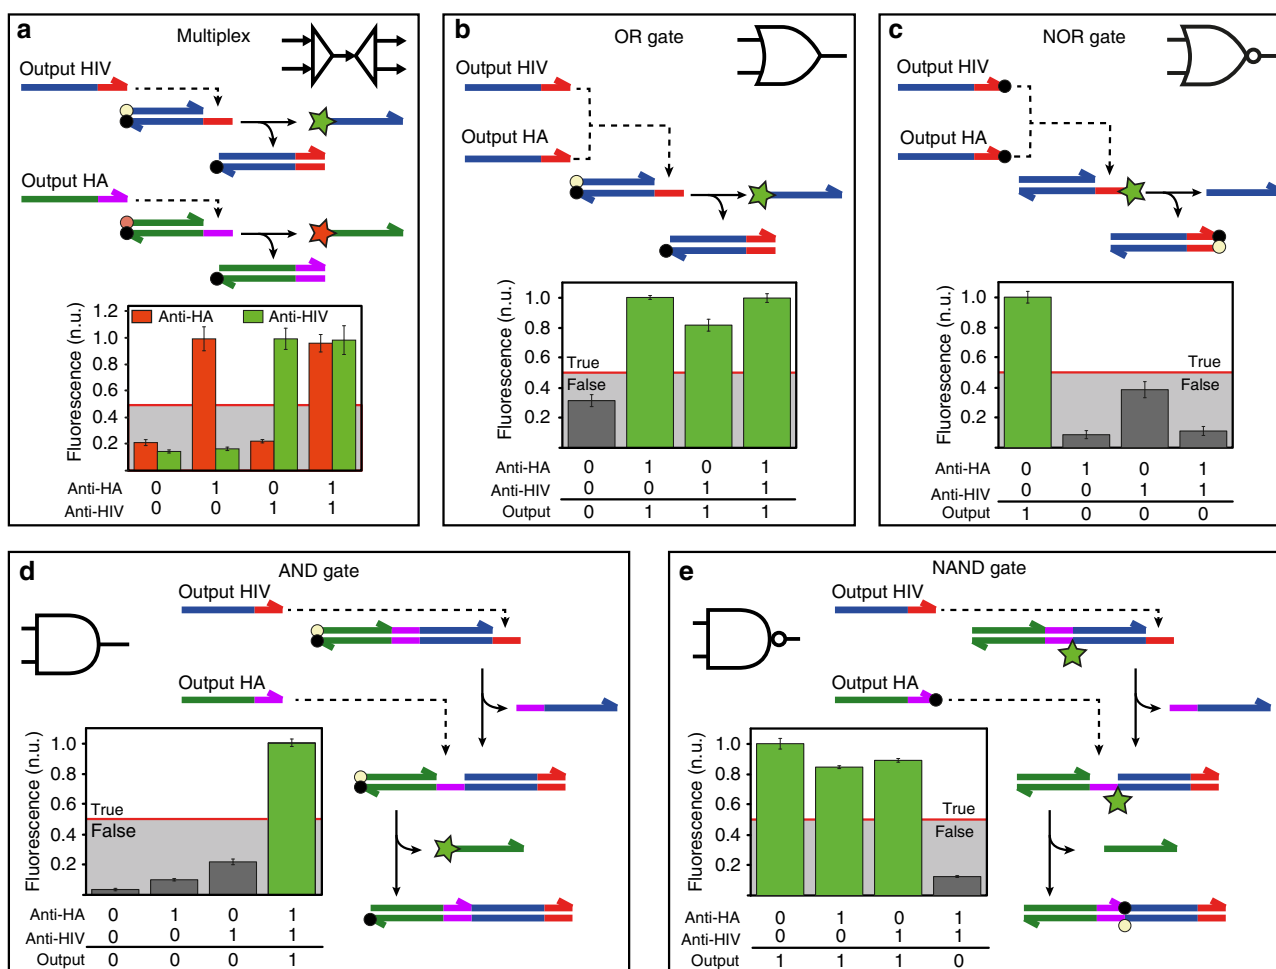 a
Multiplex
Output HIV
Output HA
Fluorescence (n.u.)
1.2
1.0
0.8
0.6
0.4
0.2
Anti-HA Anti-HIV
Anti-HA 0 1 0 1
Anti-HIV 0 0 1 1
b
OR gate
Output HIV
Output HA
Fluorescence (n.u.)
1.0
0.8
0.6
0.4
0.2
True
False
Anti-HA 0 1 0 1
Anti-HIV 0 0 1 1
Output 0 1 1 1
c
NOR gate
Output HIV
Output HA
Fluorescence (n.u.)
1.0
0.8
0.6
0.4
0.2
True
False
Anti-HA 0 1 0 1
Anti-HIV 0 0 1 1
Output 1 0 0 0
d
AND gate
Output HIV
Output HA
Fluorescence (n.u.)
1.0
0.8
0.6
0.4
0.2
True
False
Anti-HA 0 1 0 1
Anti-HIV 0 0 1 1
Output 0 0 0 1
e
NAND gate
Output HIV
Output HA
Fluorescence (n.u.)
1.0
0.8
0.6
0.4
0.2
True
False
Anti-HA 0 1 0 1
Anti-HIV 0 0 1 1
Output 1 1 1 0